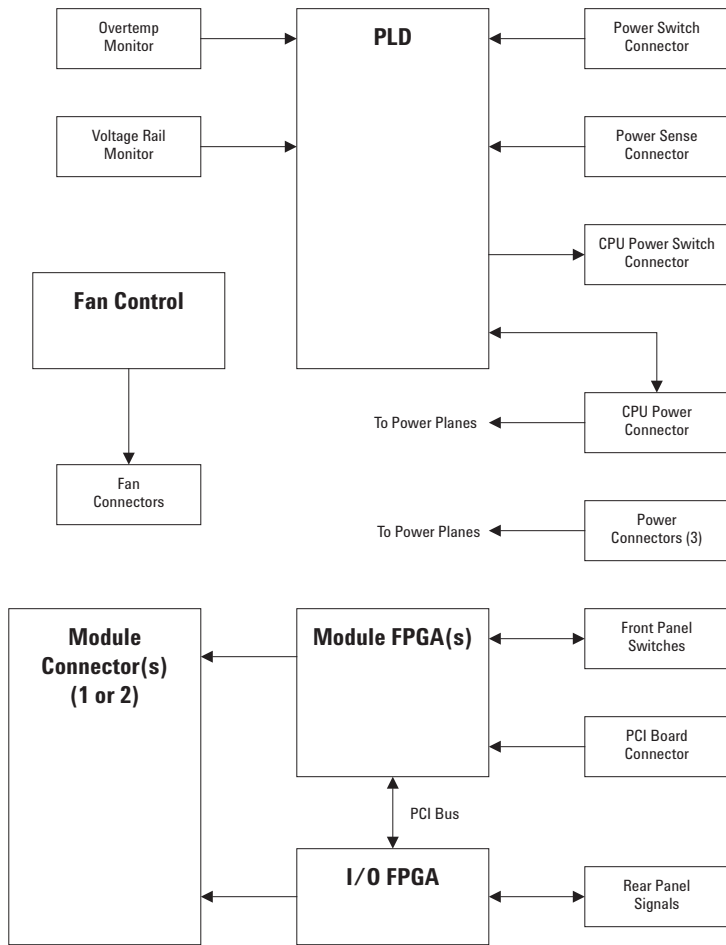 Overtemp
Monitor
PLD
Power Switch
Connector
Voltage Rail
Monitor
Power Sense
Connector
CPU Power Switch
Connector
Fan Control
To Power Planes
CPU Power
Connector
Fan
Connectors
To Power Planes
Power
Connectors (3)
Module
Connector(s)
(1 or 2)
Module FPGA(s)
Front Panel
Switches
PCI Board
Connector
PCI Bus
I/O FPGA
Rear Panel
Signals